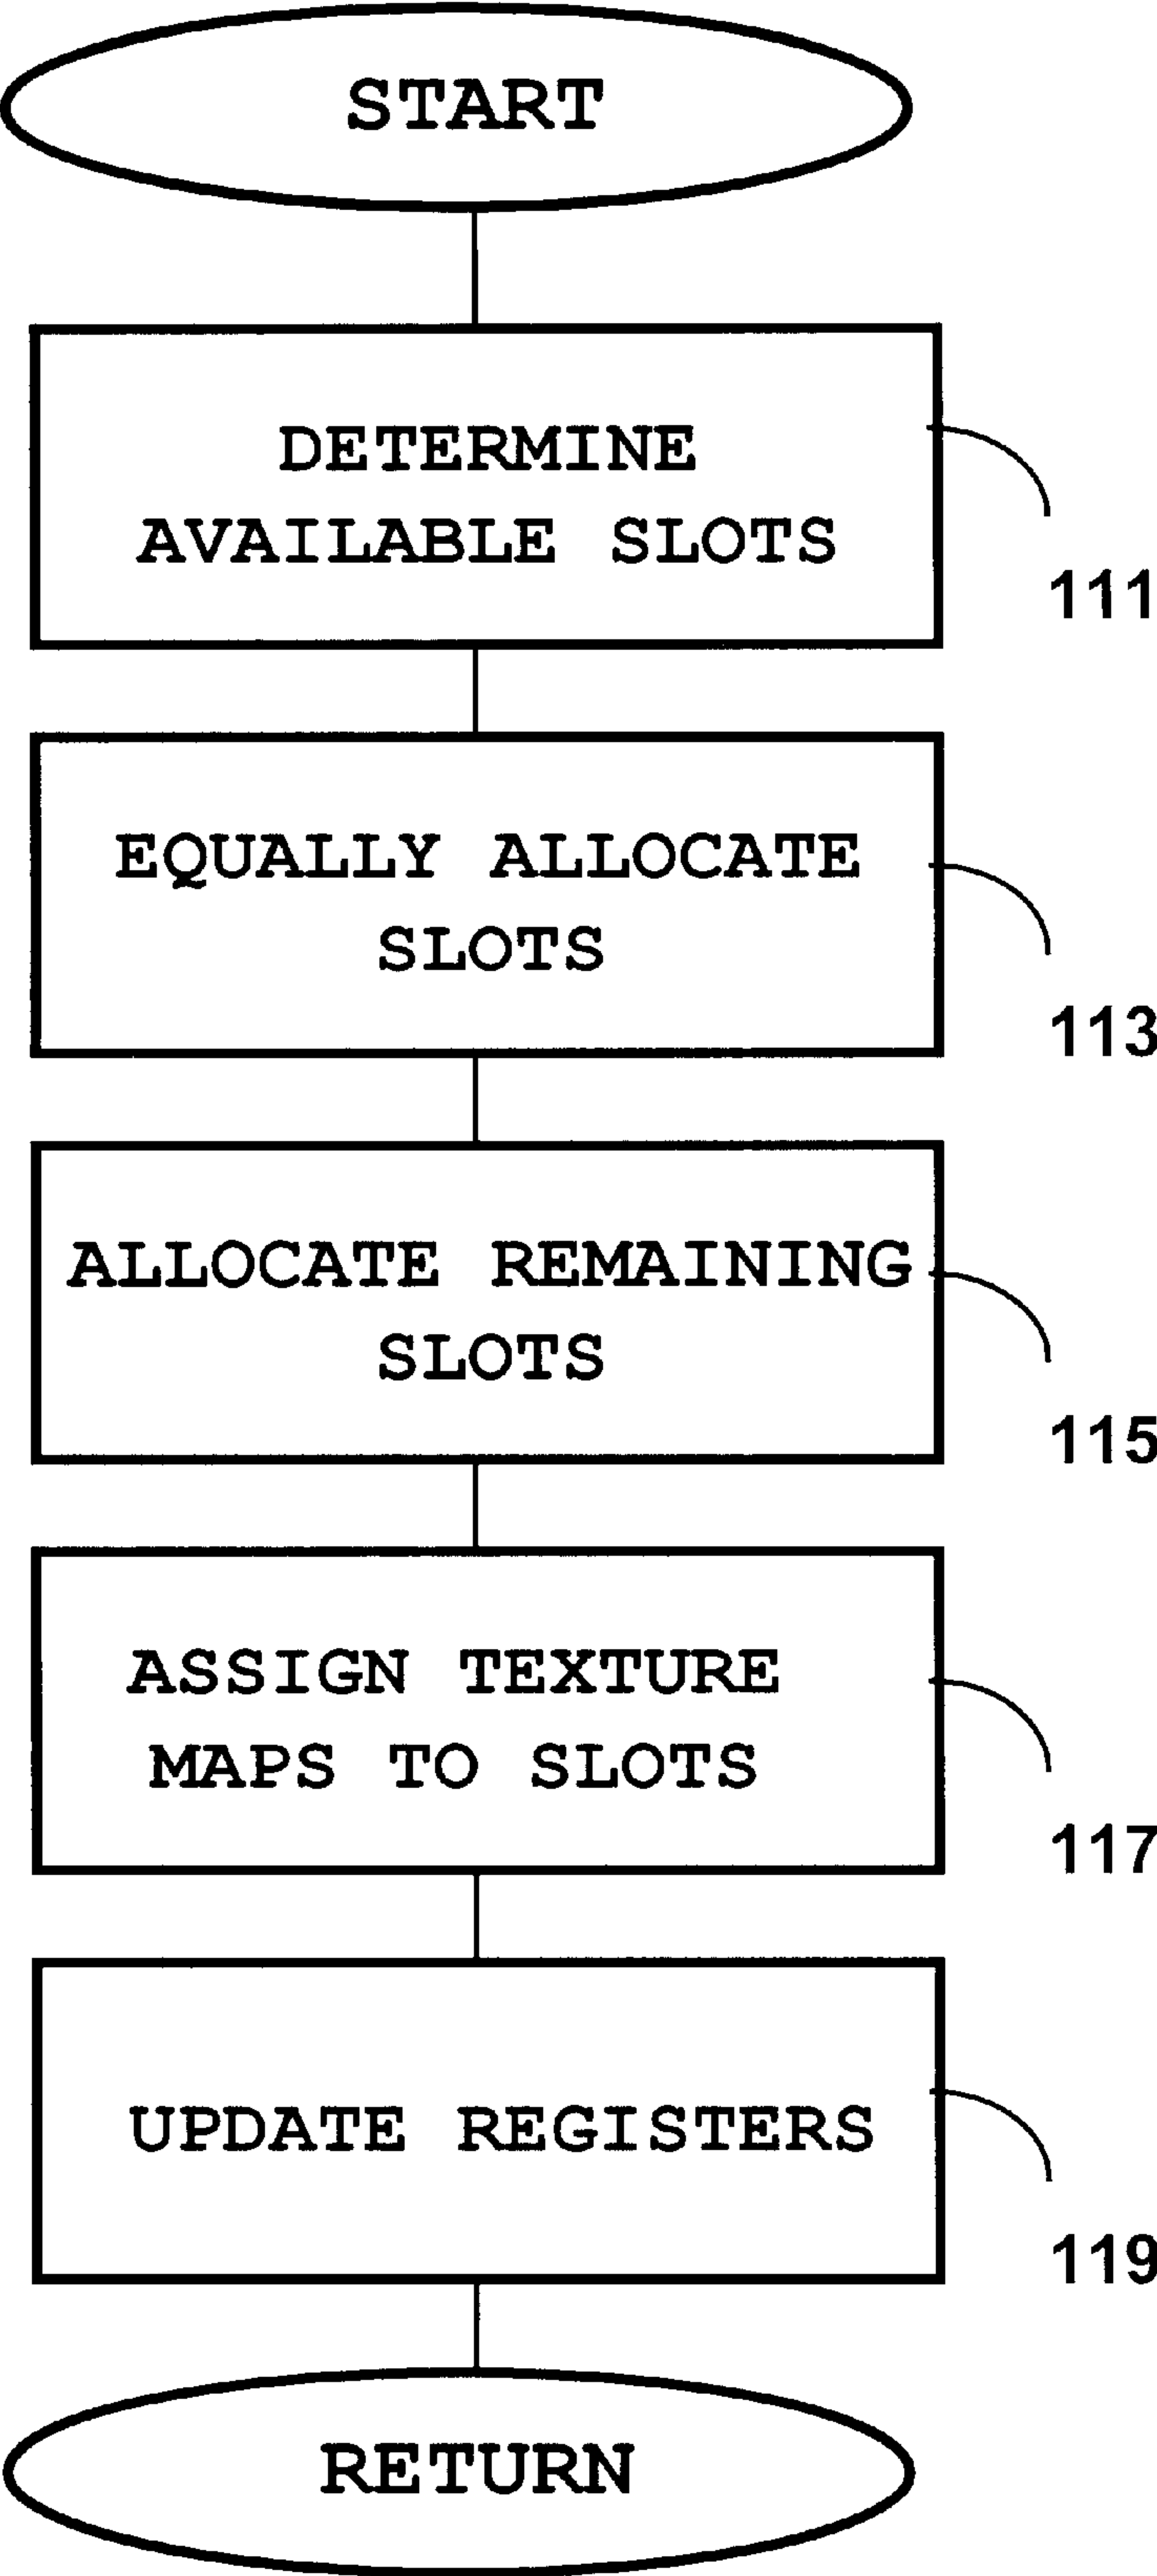 START
DETERMINE
AVAILABLE SLOTS
111
EQUALLY ALLOCATE
SLOTS
113
ALLOCATE REMAINING
SLOTS
115
ASSIGN TEXTURE
MAPS TO SLOTS
117
UPDATE REGISTERS
119
RETURN